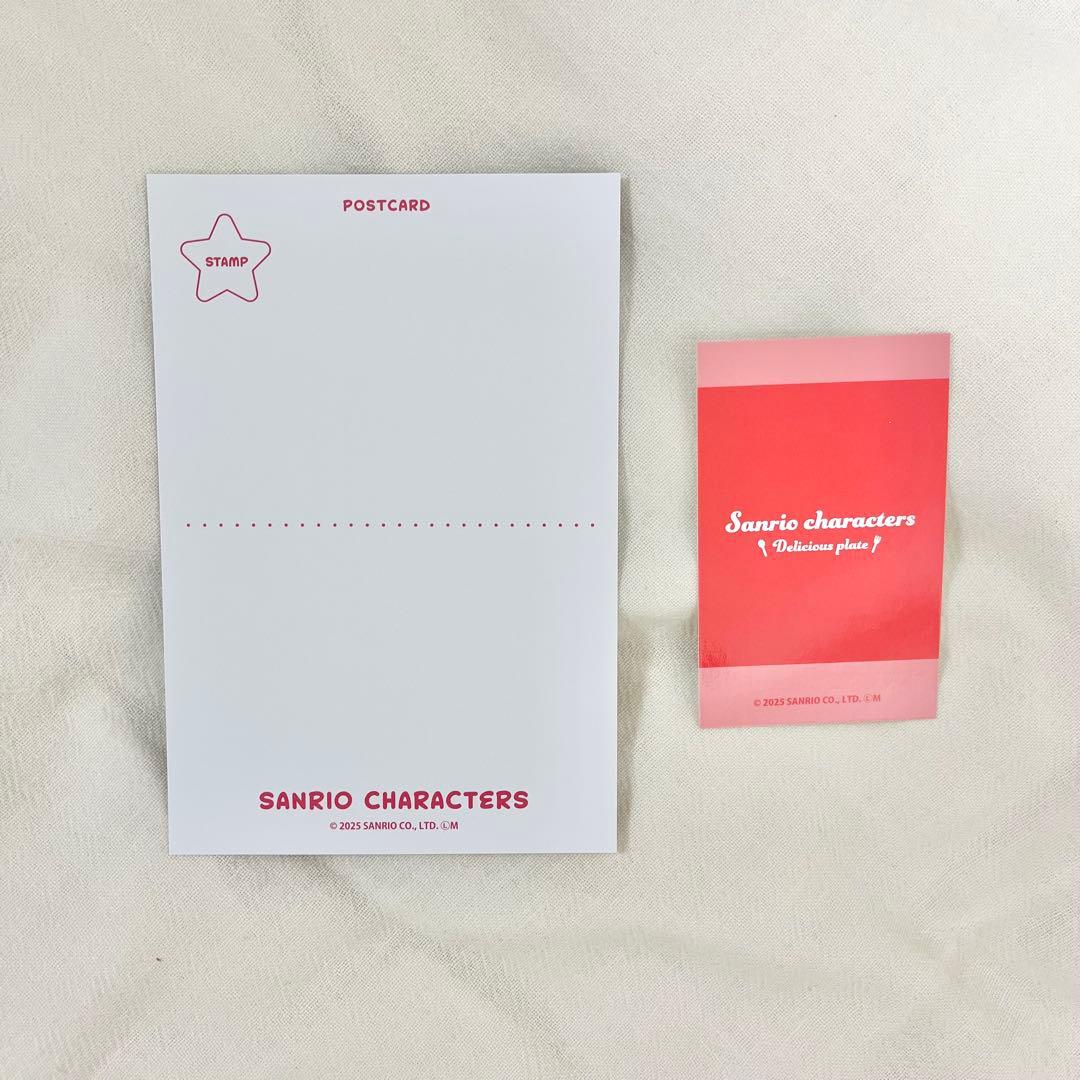 POSTCARD
STAMP
SANRIO CHARACTERS
© 2025 SANRIO CO., LTD. ⓁM
Sanrio characters
Delicious plate
© 2025 SANRIO CO., LTD. ⓁM